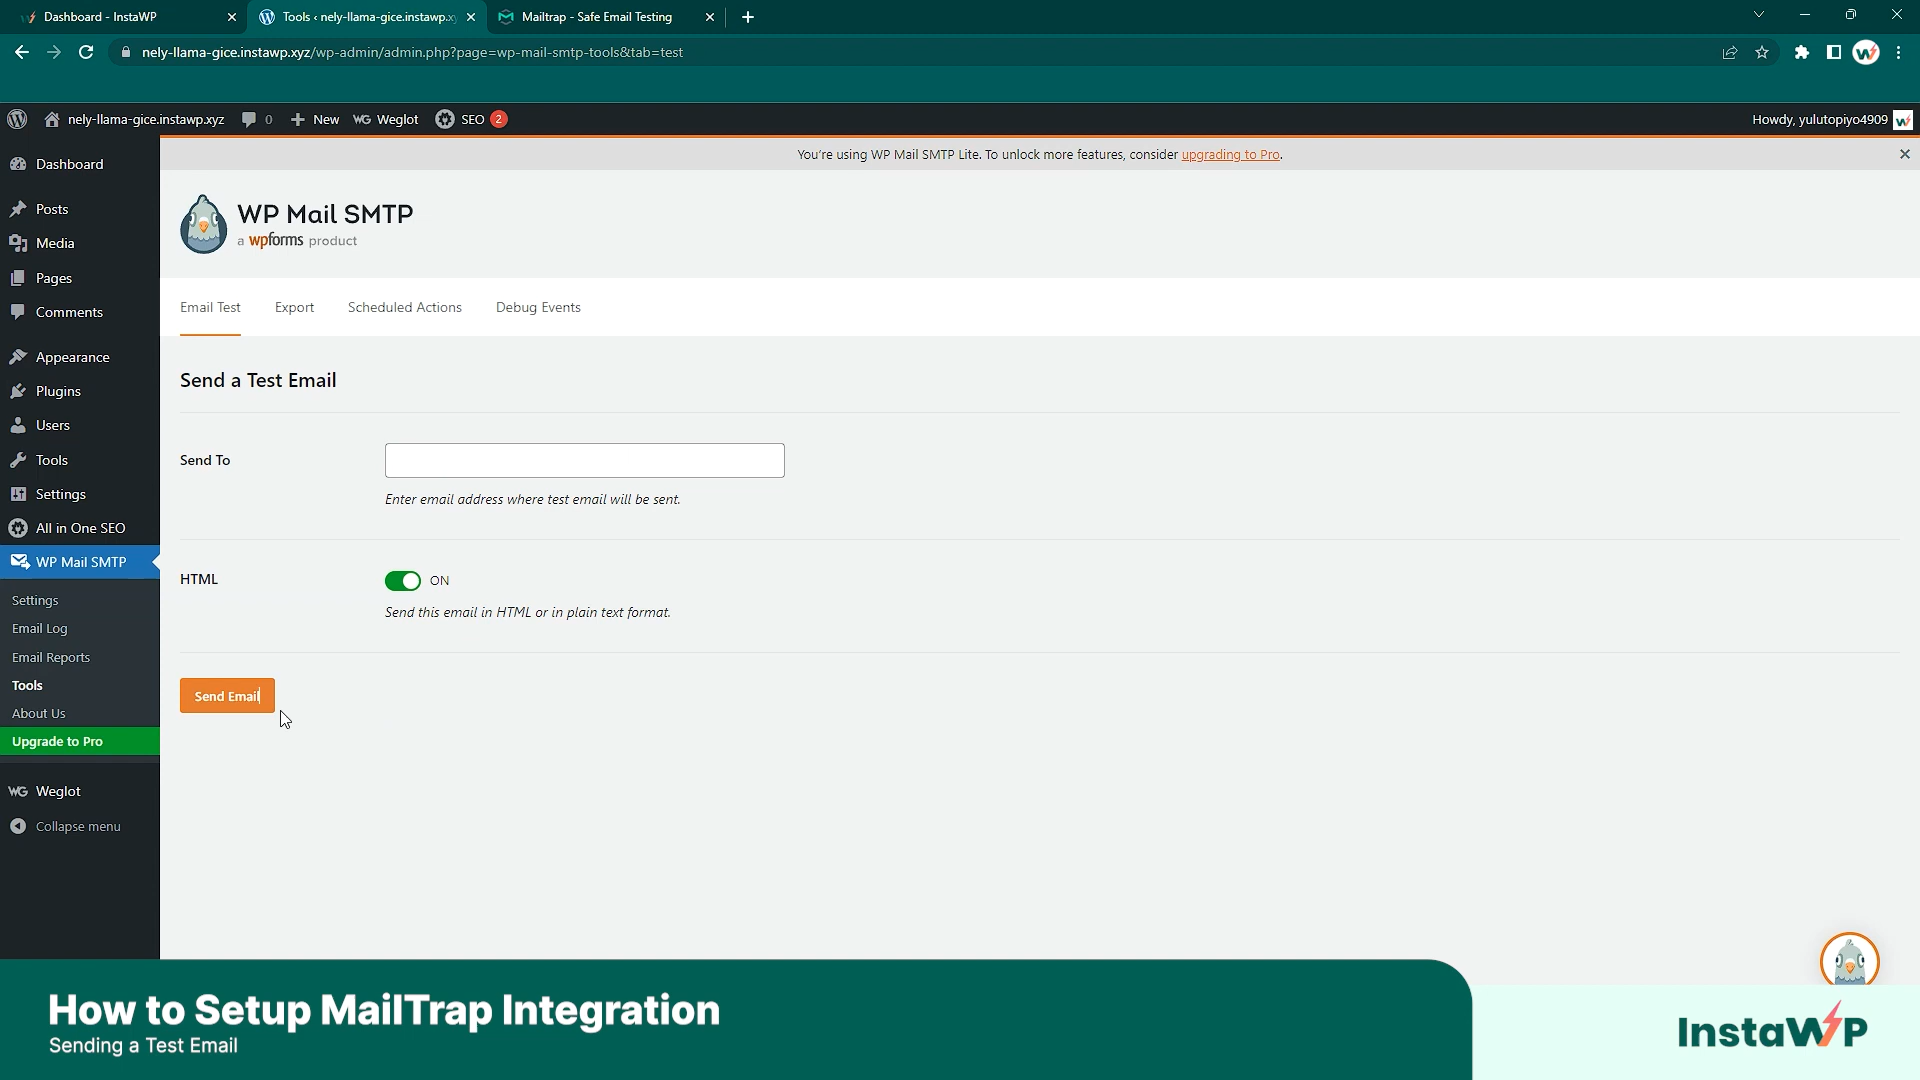 Dashboard - InstaWP
Tools ‹ nely-llama-gice.instawp.xy
Mailtrap - Safe Email Testing
nely-llama-gice.instawp.xyz/wp-admin/admin.php?page=wp-mail-smtp-tools&tab=test
nely-llama-gice.instawp.xyz
0
New
WG Weglot
SEO 2
Howdy, yulutopiyo4909
You're using WP Mail SMTP Lite. To unlock more features, consider upgrading to Pro.
Dashboard
Posts
Media
Pages
Comments
Appearance
Plugins
Users
Tools
Settings
All in One SEO
WP Mail SMTP
Settings
Email Log
Email Reports
Tools
About Us
Upgrade to Pro
WG Weglot
Collapse menu
WP Mail SMTP
a wpforms product
Email Test
Export
Scheduled Actions
Debug Events
Send a Test Email
Send To
Enter email address where test email will be sent.
HTML
ON
Send this email in HTML or in plain text format.
Send Email
How to Setup MailTrap Integration
Sending a Test Email
InstaWP